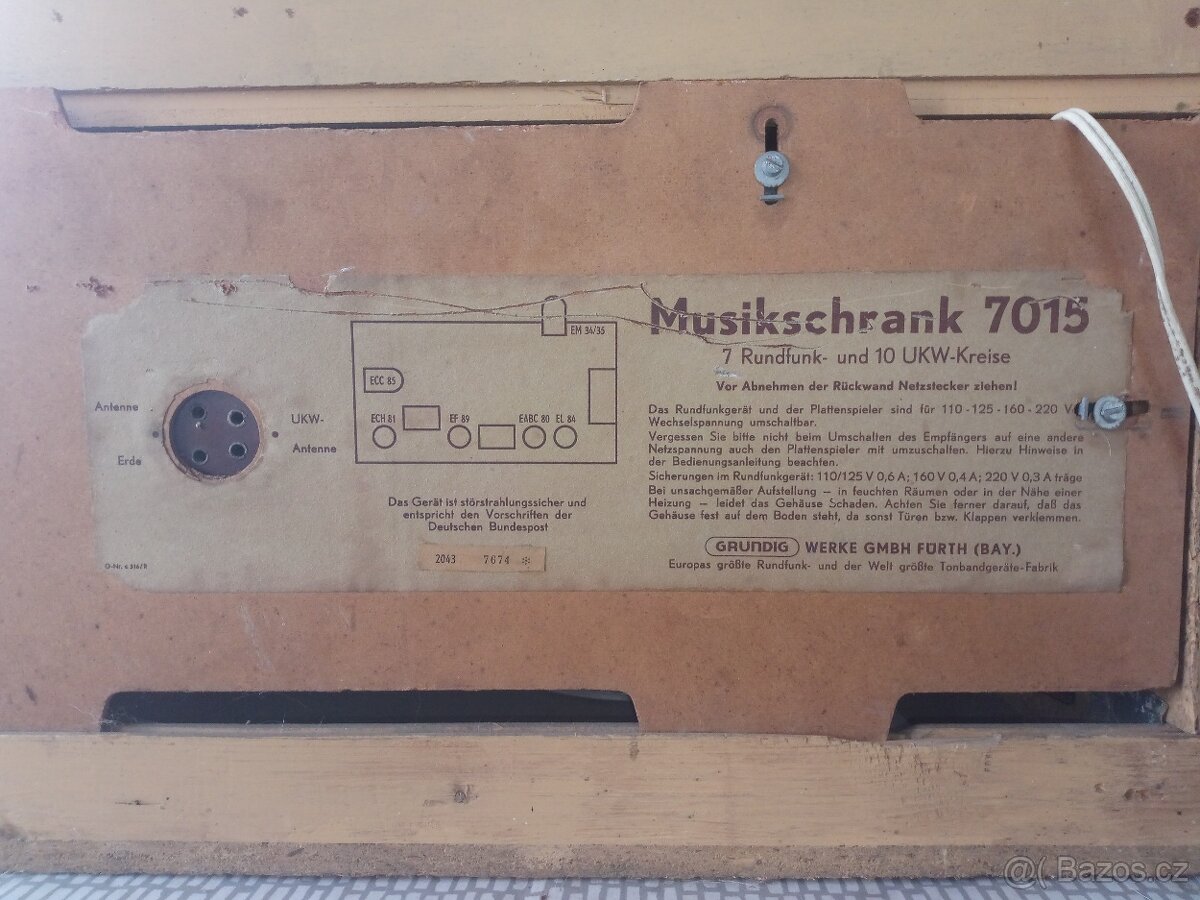 Musikschrank 7015
7 Rundfunk- und 10 UKW-Kreise
Vor Abnehmen der Rückwand Netzstecker ziehen!
Das Rundfunkgerät und der Plattenspieler sind für 110-125-160-220 V
Wechselspannung umschaltbar.
Vergessen Sie bitte nicht beim Umschalten des Empfängers auf eine andere
Netzspannung auch den Plattenspieler mit umzuschalten. Hierzu Hinweise in
der Bedienungsanleitung beachten.
Sicherungen im Rundfunkgerät: 110/125 V 0,6 A; 160 V 0,4 A; 220 V 0,3 A träge
Bei unsachgemäßer Aufstellung – in feuchten Räumen oder in der Nähe einer
Heizung – leidet das Gehäuse Schaden. Achten Sie ferner darauf, daß das
Gehäuse fest auf dem Boden steht, da sonst Türen bzw. Klappen verklemmen.
GRUNDIG WERKE GMBH FÜRTH (BAY.)
Europas größte Rundfunk- und der Welt größte Tonbandgeräte-Fabrik
EM 34/35
ECC 85
ECH 81 EF 89 EABC 80 EL 84
Antenne
Erde
UKW-
Antenne
Das Gerät ist störstrahlungssicher und
entspricht den Vorschriften der
Deutschen Bundespost
2043 7674 *
@( Bazos.cz